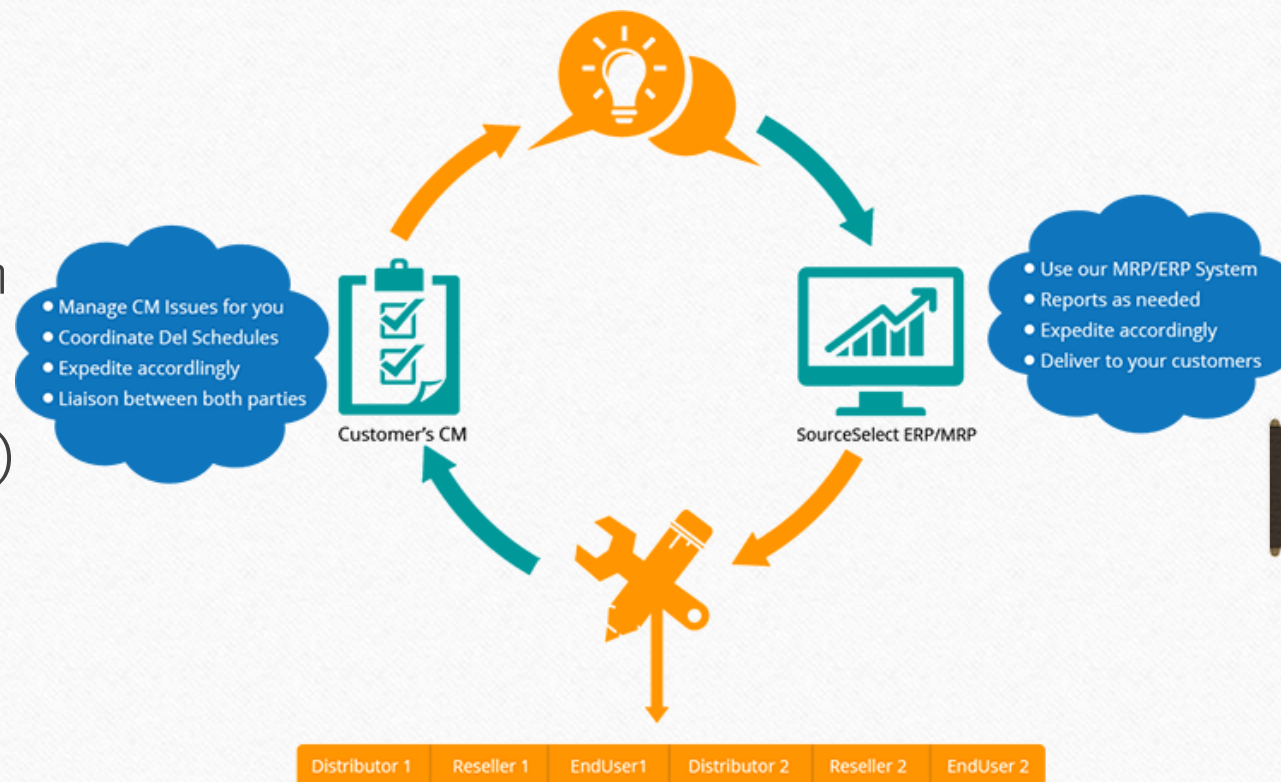 • Manage CM Issues for you
• Coordinate Del Schedules
• Expedite accordlingly
• Liaison between both parties
Customer's CM
• Use our MRP/ERP System
• Reports as needed
• Expedite accordingly
• Deliver to your customers
SourceSelect ERP/MRP
Distributor 1 Reseller 1 EndUser1 Distributor 2 Reseller 2 EndUser 2